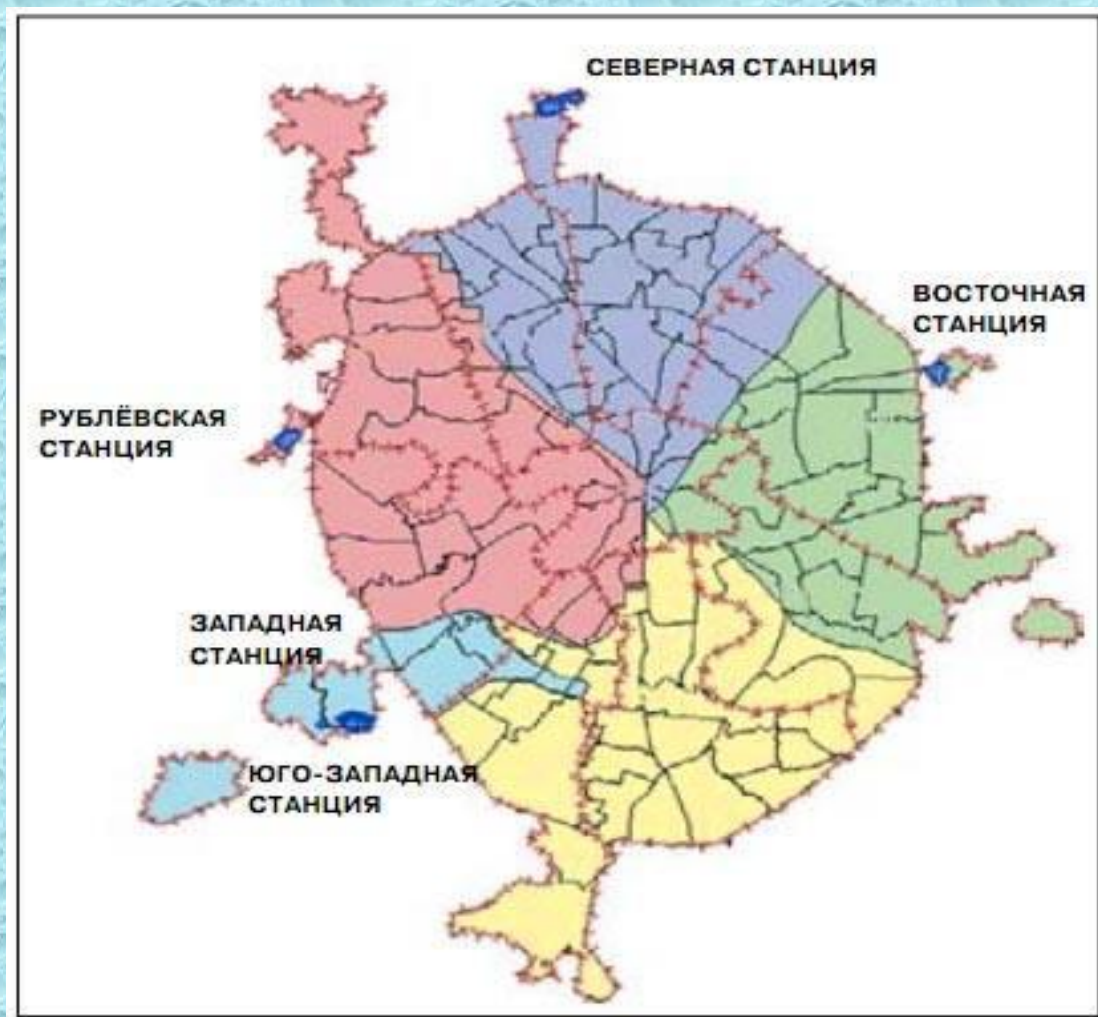 СЕВЕРНАЯ СТАНЦИЯ
ВОСТОЧНАЯ
СТАНЦИЯ
РУБЛЁВСКАЯ
СТАНЦИЯ
ЗАПАДНАЯ
СТАНЦИЯ
ЮГО-ЗАПАДНАЯ
СТАНЦИЯ